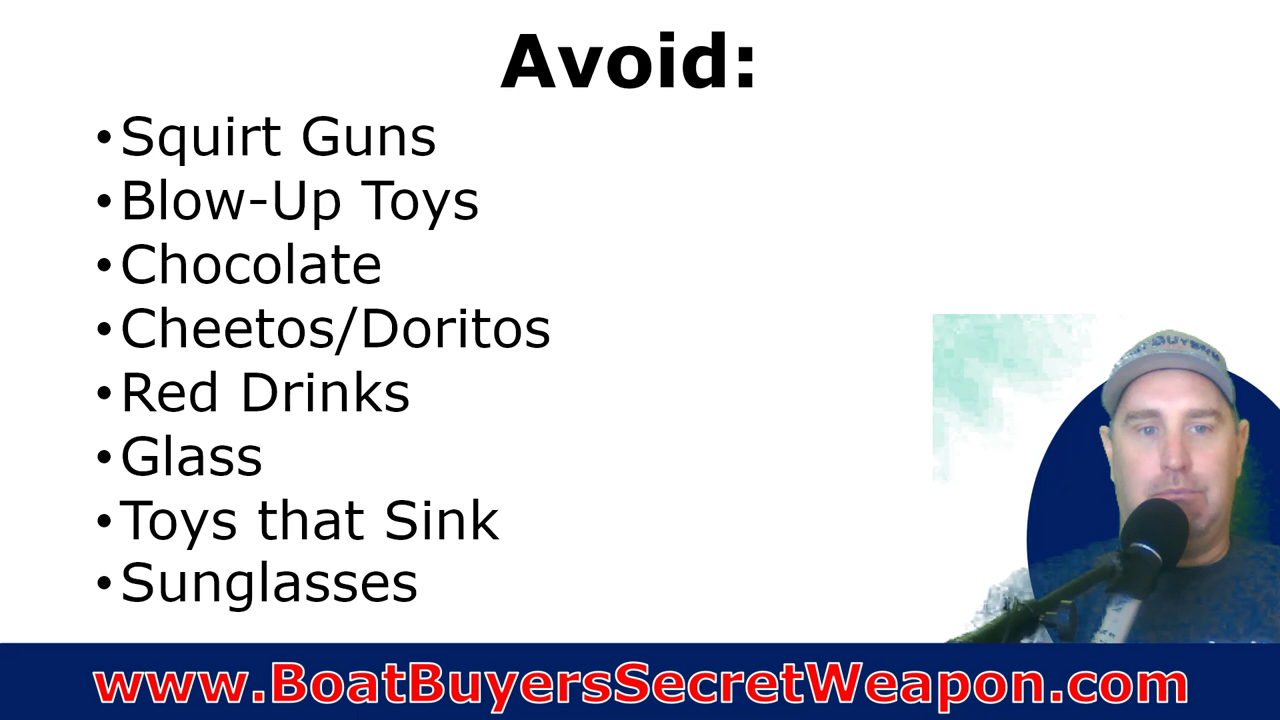 Avoid:
•Squirt Guns
•Blow-Up Toys
•Chocolate
•Cheetos/Doritos
•Red Drinks
•Glass
•Toys that Sink
•Sunglasses
www.BoatBuyersSecretWeapon.com